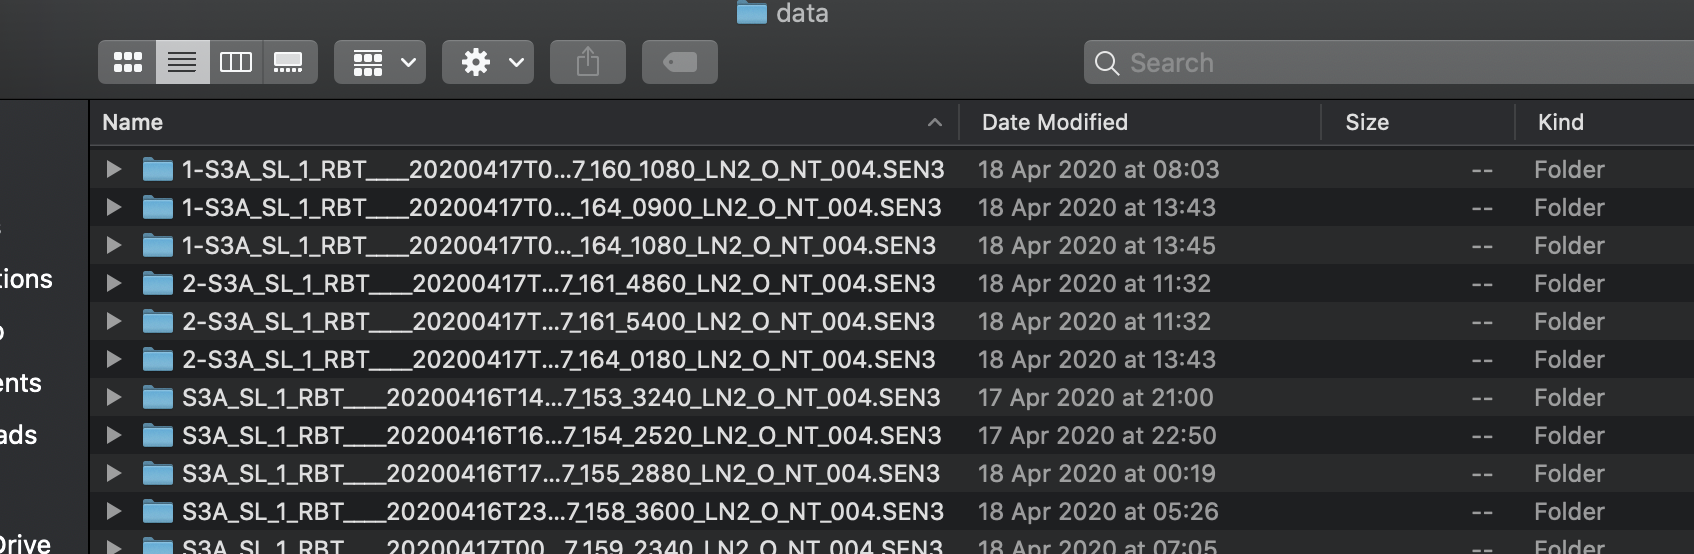 data
Search
Name Date Modified Size Kind
1-S3A_SL_1_RBT____20200417T0...7_160_1080_LN2_O_NT_004.SEN3 18 Apr 2020 at 08:03 -- Folder
1-S3A_SL_1_RBT____20200417T0..._164_0900_LN2_O_NT_004.SEN3 18 Apr 2020 at 13:43 -- Folder
1-S3A_SL_1_RBT____20200417T0..._164_1080_LN2_O_NT_004.SEN3 18 Apr 2020 at 13:45 -- Folder
tions 2-S3A_SL_1_RBT____20200417T...7_161_4860_LN2_O_NT_004.SEN3 18 Apr 2020 at 11:32 -- Folder
2-S3A_SL_1_RBT____20200417T...7_161_5400_LN2_O_NT_004.SEN3 18 Apr 2020 at 11:32 -- Folder
2-S3A_SL_1_RBT____20200417T...7_164_0180_LN2_O_NT_004.SEN3 18 Apr 2020 at 13:43 -- Folder
ents S3A_SL_1_RBT____20200416T14...7_153_3240_LN2_O_NT_004.SEN3 17 Apr 2020 at 21:00 -- Folder
ads S3A_SL_1_RBT____20200416T16...7_154_2520_LN2_O_NT_004.SEN3 17 Apr 2020 at 22:50 -- Folder
S3A_SL_1_RBT____20200416T17...7_155_2880_LN2_O_NT_004.SEN3 18 Apr 2020 at 00:19 -- Folder
S3A_SL_1_RBT____20200416T23...7_158_3600_LN2_O_NT_004.SEN3 18 Apr 2020 at 05:26 -- Folder
Drive S3A_SL_1_RBT____20200417T00...7_159_2340_LN2_O_NT_004.SEN3 18 Apr 2020 at 07:05 -- Folder